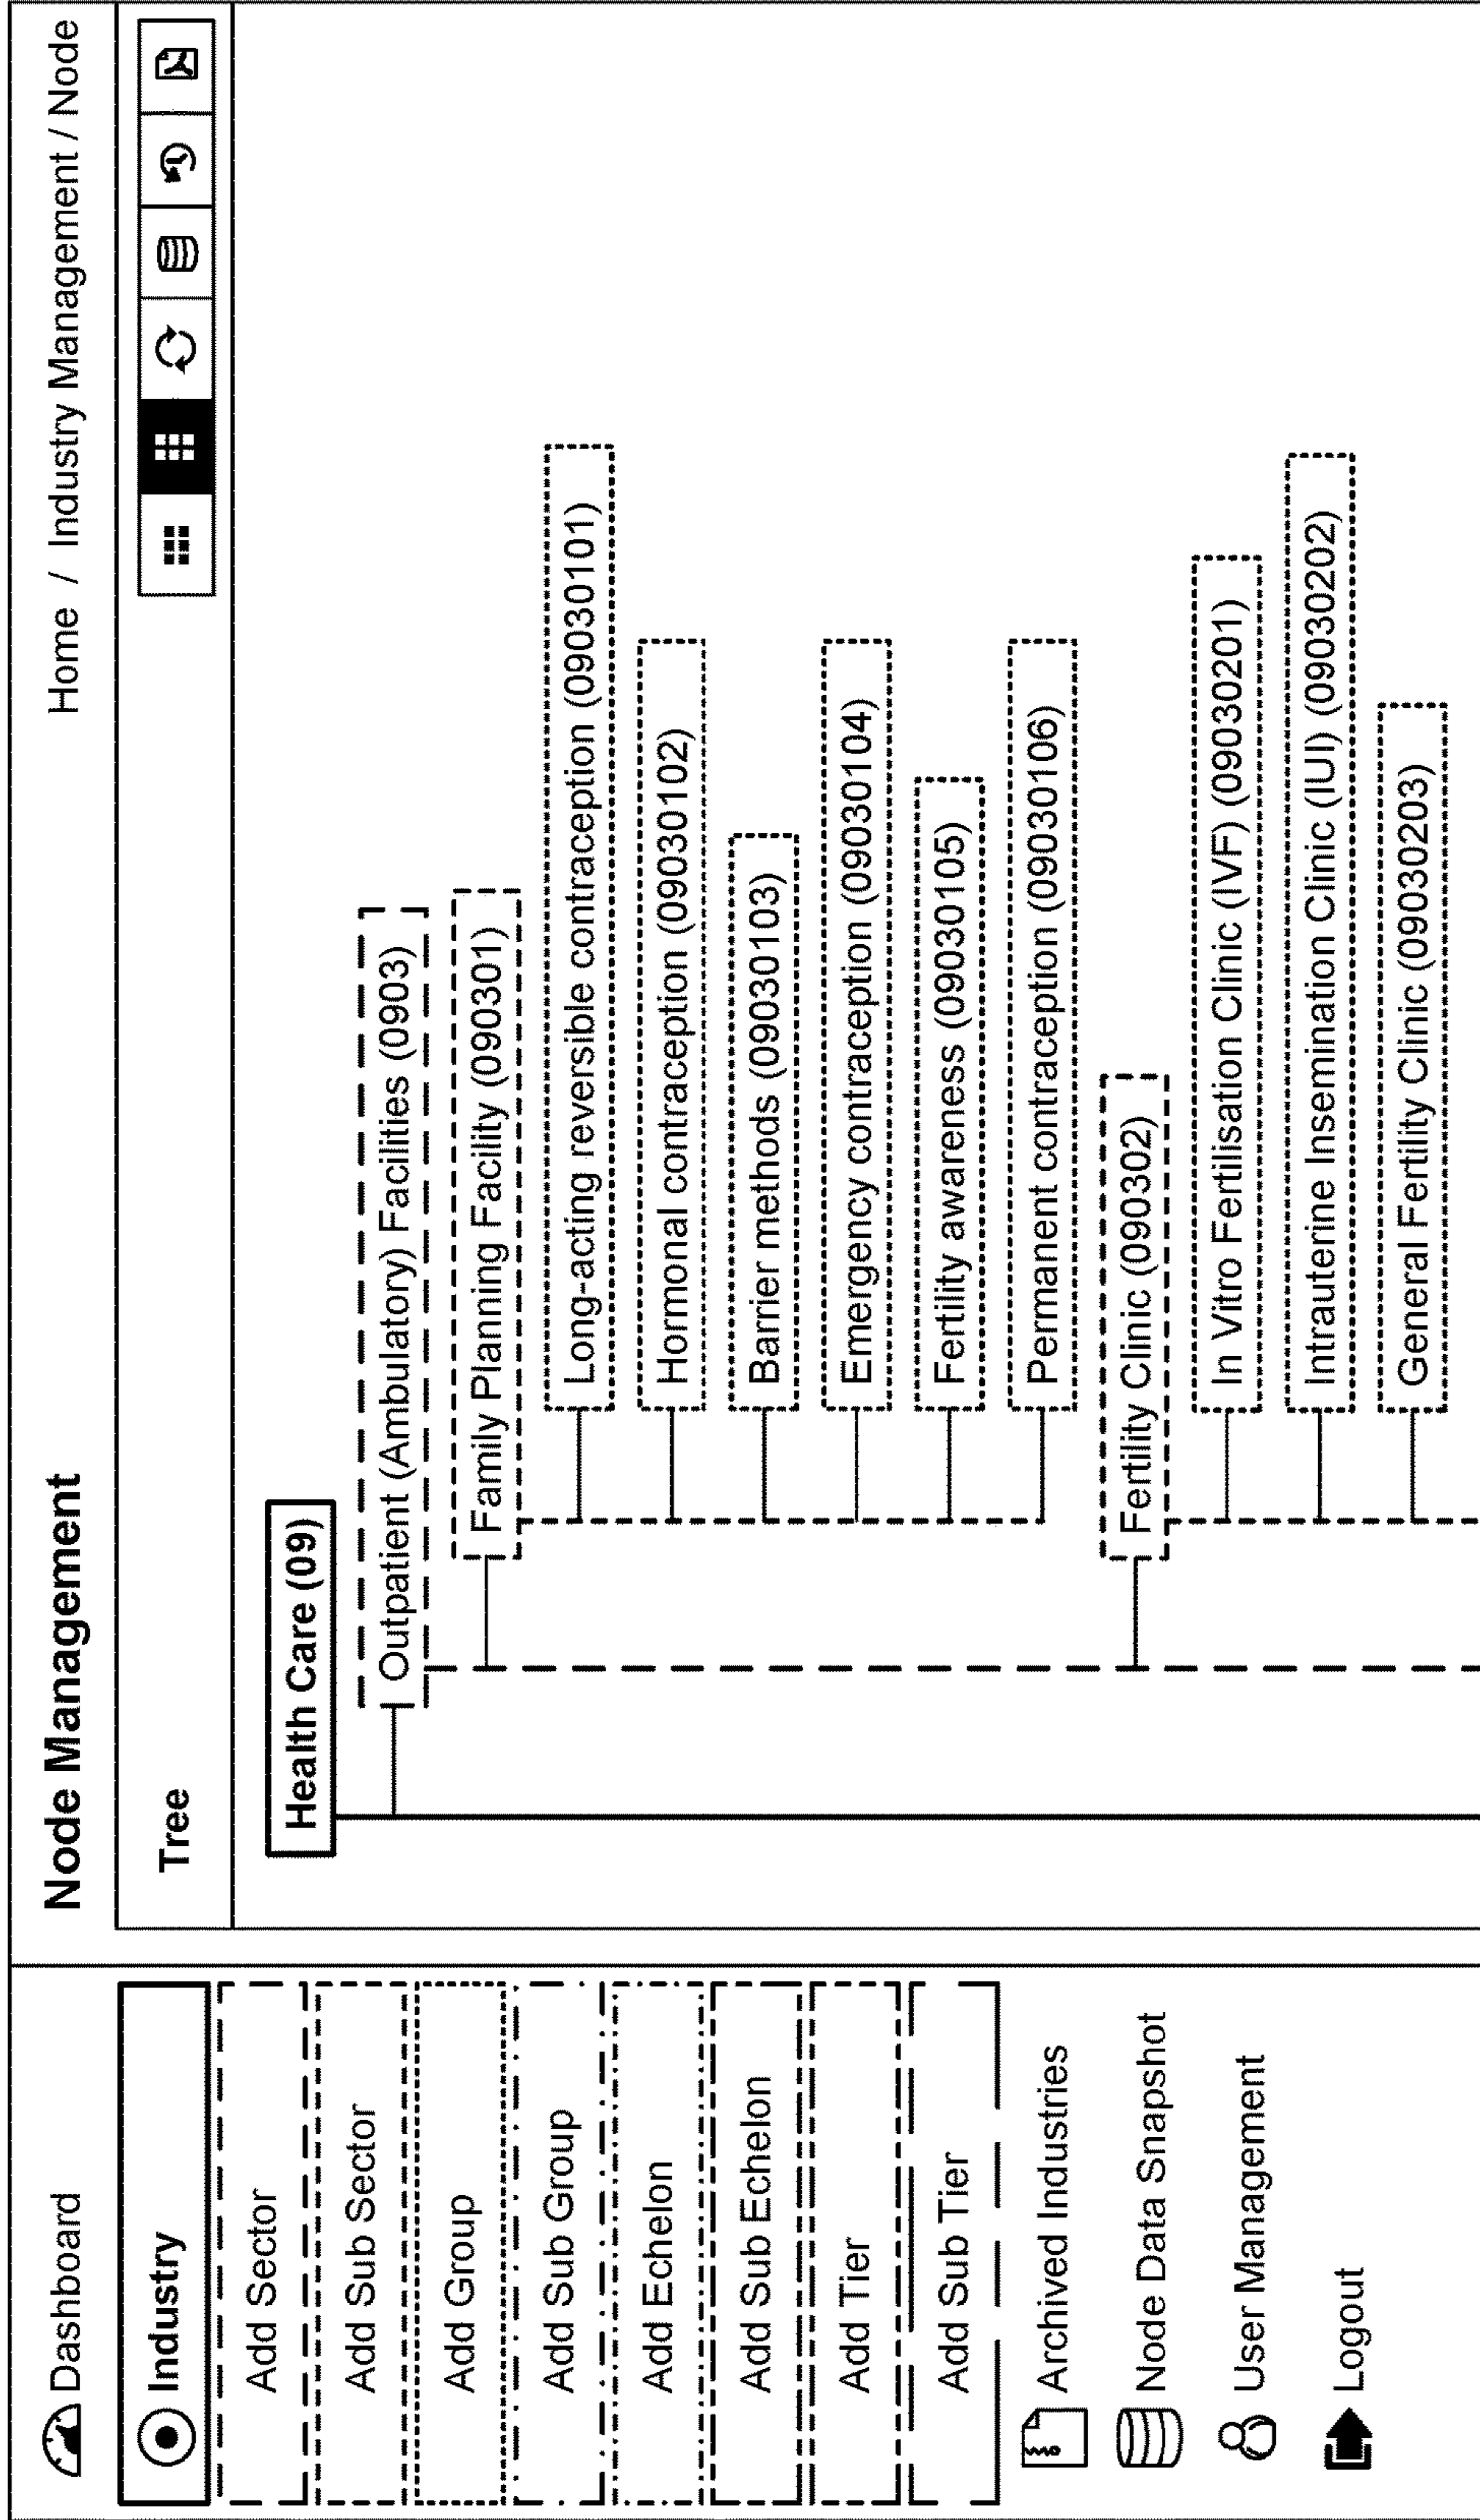 Dashboard
Industry
Add Sector
Add Sub Sector
Add Group
Add Sub Group
Add Echelon
Add Sub Echelon
Add Tier
Add Sub Tier
Archived Industries
Node Data Snapshot
User Management
Logout
Node Management
Home / Industry Management / Node
Tree
Health Care (09)
Outpatient (Ambulatory) Facilities (0903)
Family Planning Facility (090301)
Long-acting reversible contraception (09030101)
Hormonal contraception (09030102)
Barrier methods (09030103)
Emergency contraception (09030104)
Fertility awareness (09030105)
Permanent contraception (09030106)
Fertility Clinic (090302)
In Vitro Fertilisation Clinic (IVF) (09030201)
Intrauterine Insemination Clinic (IUI) (09030202)
General Fertility Clinic (09030203)